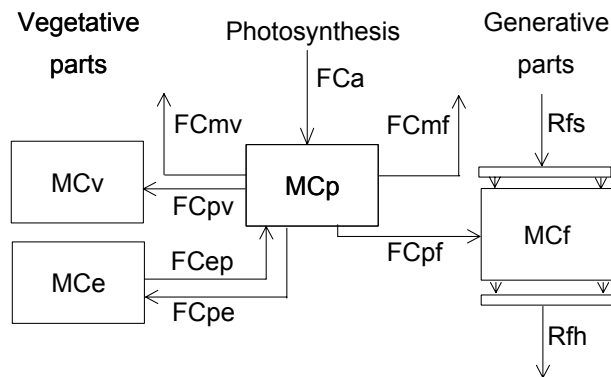 Vegetative
parts
Photosynthesis
Generative
parts
FCa
FCmv
FCmf
Rfs
MCv
MCp
FCpv
MCf
FCep
FCpf
MCe
FCpe
Rfh